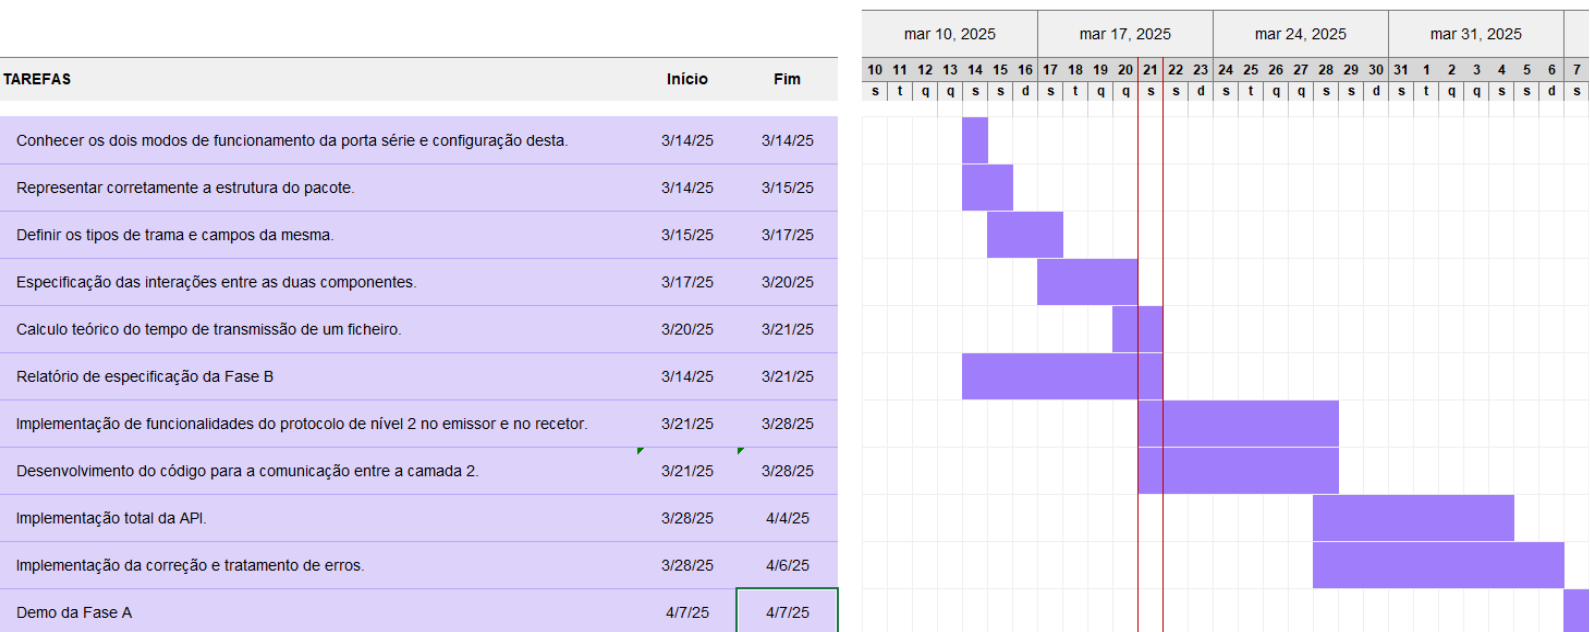 mar 10, 2025 mar 17, 2025 mar 24, 2025 mar 31, 2025
TAREFAS Início Fim 10 11 12 13 14 15 16 17 18 19 20 21 22 23 24 25 26 27 28 29 30 31 1 2 3 4 5 6 7
s t q q s s d s t q q s s d s t q q s s d s t q q s s d s
Conhecer os dois modos de funcionamento da porta série e configuração desta. 3/14/25 3/14/25
Representar corretamente a estrutura do pacote. 3/14/25 3/15/25
Definir os tipos de trama e campos da mesma. 3/15/25 3/17/25
Especificação das interações entre as duas componentes. 3/17/25 3/20/25
Calculo teórico do tempo de transmissão de um ficheiro. 3/20/25 3/21/25
Relatório de especificação da Fase B 3/14/25 3/21/25
Implementação de funcionalidades do protocolo de nível 2 no emissor e no recetor. 3/21/25 3/28/25
Desenvolvimento do código para a comunicação entre a camada 2. 3/21/25 3/28/25
Implementação total da API. 3/28/25 4/4/25
Implementação da correção e tratamento de erros. 3/28/25 4/6/25
Demo da Fase A 4/7/25 4/7/25